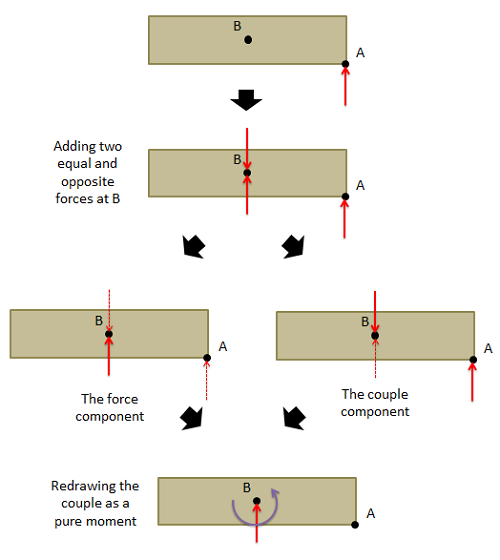 B
A
Adding two
equal and
opposite
forces at B
B
A
B
A
B
A
The force
component
The couple
component
Redrawing the
couple as a
pure moment
B
A